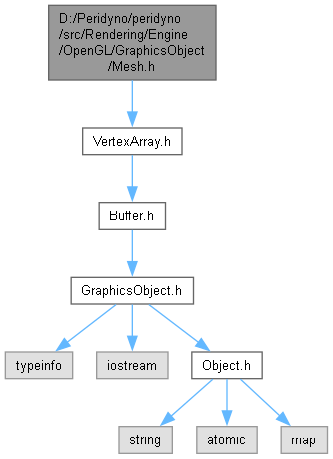 D:/Peridyno/peridyno
/src/Rendering/Engine
/OpenGL/GraphicsObject
/Mesh.h
VertexArray.h
Buffer.h
GraphicsObject.h
typeinfo
iostream
Object.h
string
atomic
map